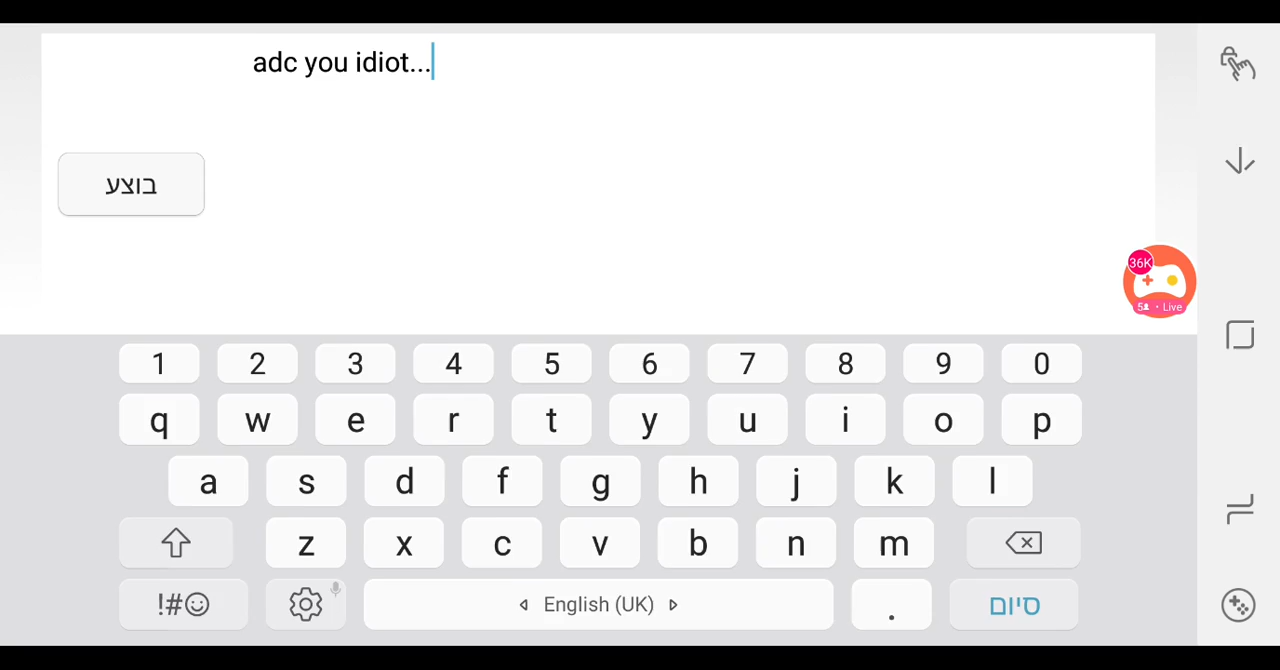 adc you idiot...
בוצע
36K
5 • Live
1 2 3 4 5 6 7 8 9 0
q w e r t y u i o p
a s d f g h j k l
z x c v b n m
!#☺ English (UK) . סיום